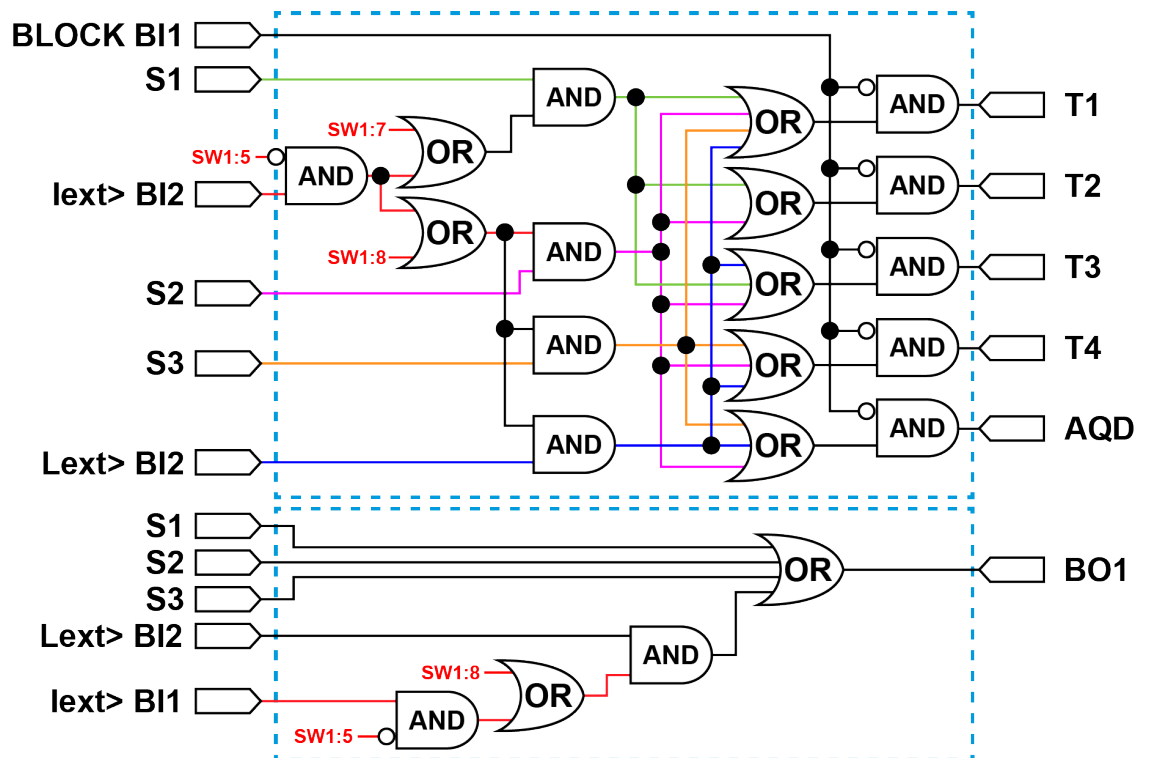 BLOCK BI1
S1
AND
OR
AND
T1
SW1:7
OR
SW1:5
AND
Iext> BI2
OR
AND
T2
OR
SW1:8
AND
OR
AND
T3
S2
S3
AND
OR
AND
T4
Lext> BI2
AND
OR
AND
AQD
S1
S2
S3
OR
BO1
Lext> BI2
AND
SW1:8
OR
Iext> BI1
AND
SW1:5